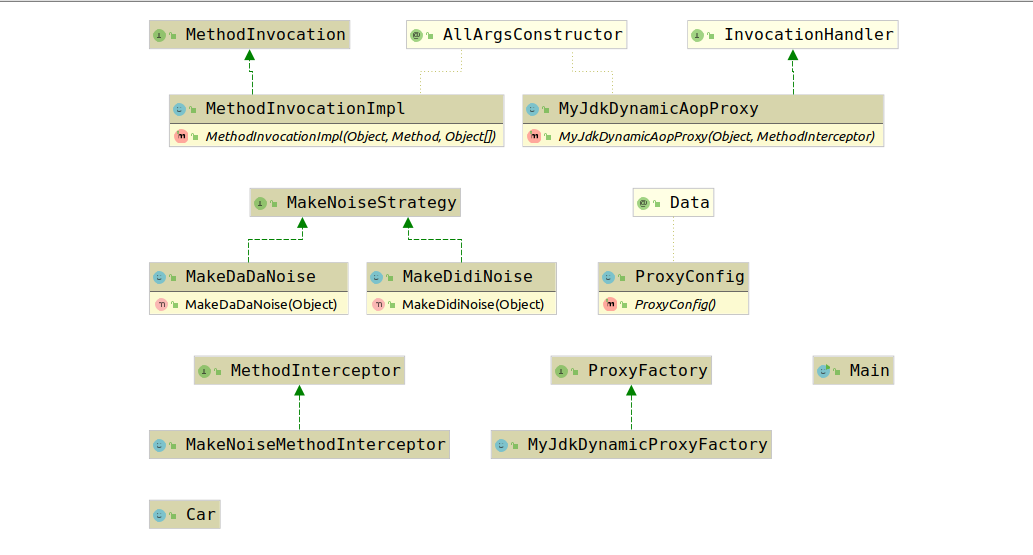 MethodInvocation
AllArgsConstructor
InvocationHandler
MethodInvocationImpl
MethodInvocationImpl(Object, Method, Object[])
MyJdkDynamicAopProxy
MyJdkDynamicAopProxy(Object, MethodInterceptor)
MakeNoiseStrategy
Data
MakeDaDaNoise
MakeDaDaNoise(Object)
MakeDidiNoise
MakeDidiNoise(Object)
ProxyConfig
ProxyConfig()
MethodInterceptor
ProxyFactory
Main
MakeNoiseMethodInterceptor
MyJdkDynamicProxyFactory
Car